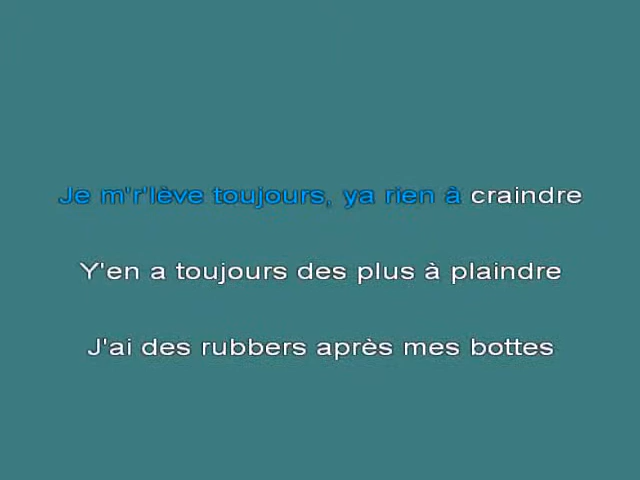 Je m'r'lève toujours, ya rien à craindre
Y'en a toujours des plus à plaindre
J'ai des rubbers après mes bottes